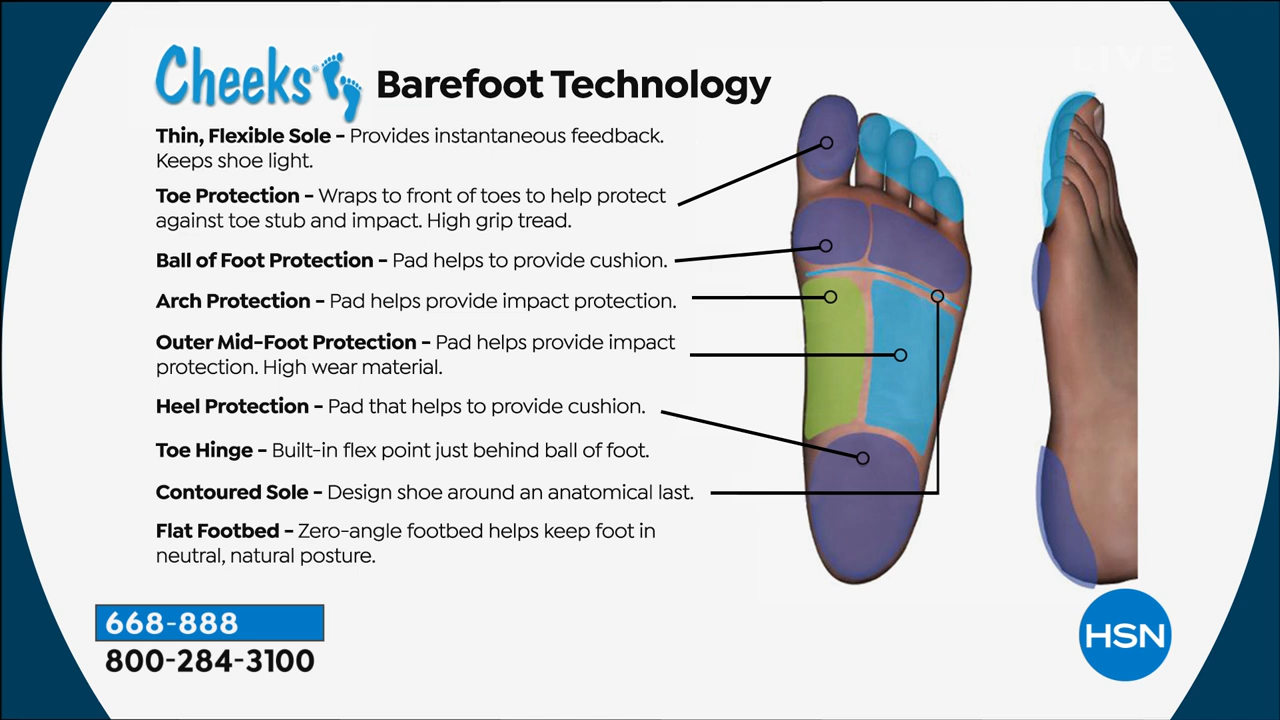 LIVE
Cheeks®
Barefoot Technology
Thin, Flexible Sole – Provides instantaneous feedback.
Keeps shoe light.
Toe Protection – Wraps to front of toes to help protect
against toe stub and impact. High grip tread.
Ball of Foot Protection – Pad helps to provide cushion.
Arch Protection – Pad helps provide impact protection.
Outer Mid-Foot Protection – Pad helps provide impact
protection. High wear material.
Heel Protection – Pad that helps to provide cushion.
Toe Hinge – Built-in flex point just behind ball of foot.
Contoured Sole – Design shoe around an anatomical last.
Flat Footbed – Zero-angle footbed helps keep foot in
neutral, natural posture.
668-888
800-284-3100
HSN